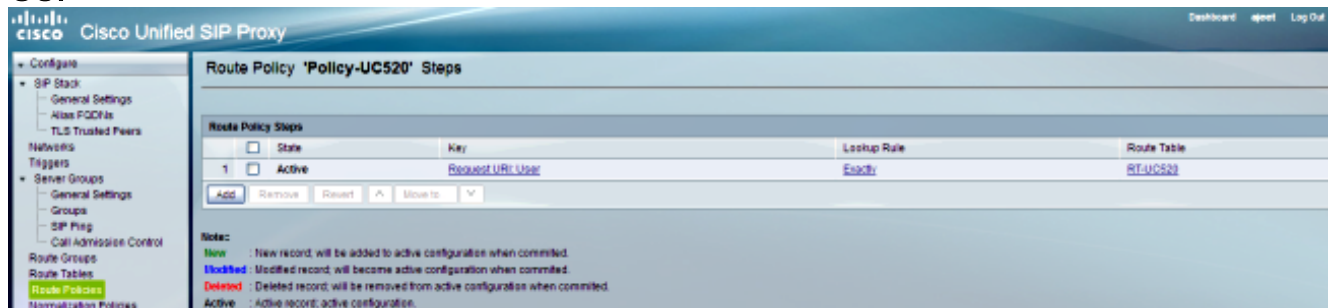 cisco Cisco Unified SIP Proxy
Dashboard ajeet Log Out
Configure
SIP Stack
General Settings
Alias FQDNs
TLS Trusted Peers
Networks
Triggers
Server Groups
General Settings
Groups
SIP Ping
Call Admission Control
Route Groups
Route Tables
Route Policies
Normalization Policies
Route Policy 'Policy-UC520' Steps
Route Policy Steps
State Key Lookup Rule Route Table
1 Active Request URI: User Exactly RT-UC520
Add Remove Revert Move to
Note:
New : New record; will be added to active configuration when commited.
Modified : Modified record; will become active configuration when commited.
Deleted : Deleted record; will be removed from active configuration when commited.
Active : Active record; active configuration.